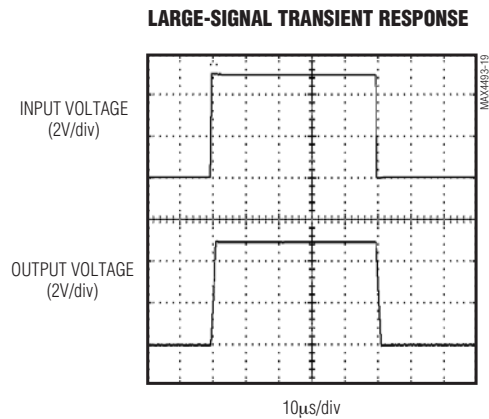 LARGE-SIGNAL TRANSIENT RESPONSE
MAX4493-19
INPUT VOLTAGE
(2V/div)
OUTPUT VOLTAGE
(2V/div)
10μs/div